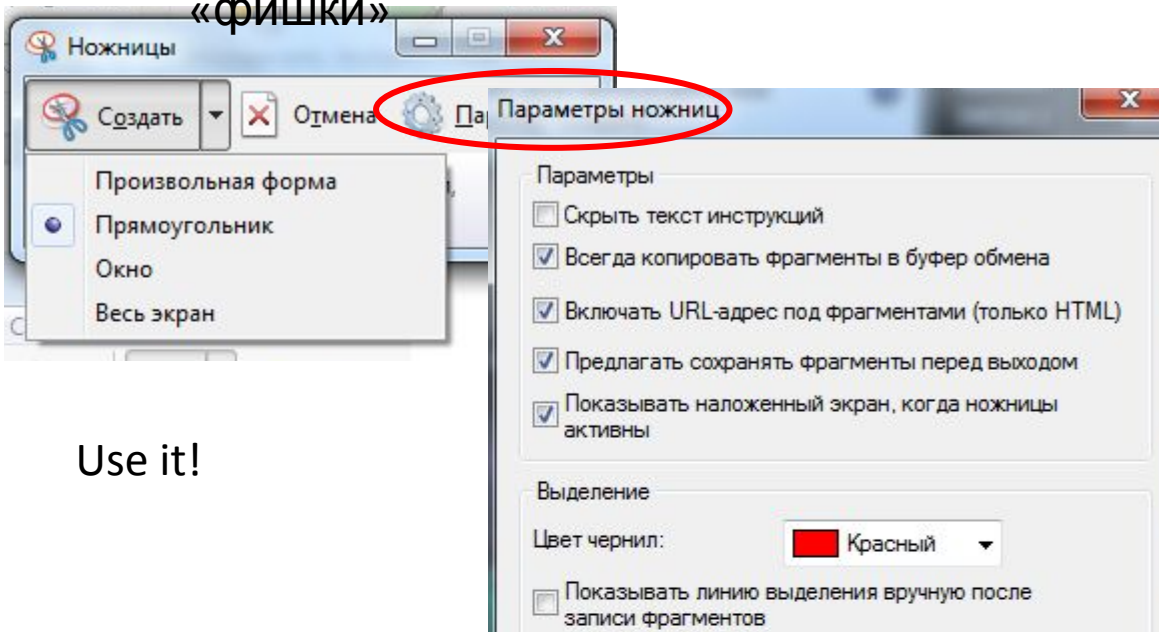 «фишки»
Ножницы
Создать
Отмена
Па
Произвольная форма
Прямоугольник
Окно
Весь экран
Use it!
Параметры ножниц
Параметры
Скрыть текст инструкций
Всегда копировать фрагменты в буфер обмена
Включать URL-адрес под фрагментами (только HTML)
Предлагать сохранять фрагменты перед выходом
Показывать наложенный экран, когда ножницы
активны
Выделение
Цвет чернил:
Красный
Показывать линию выделения вручную после
записи фрагментов